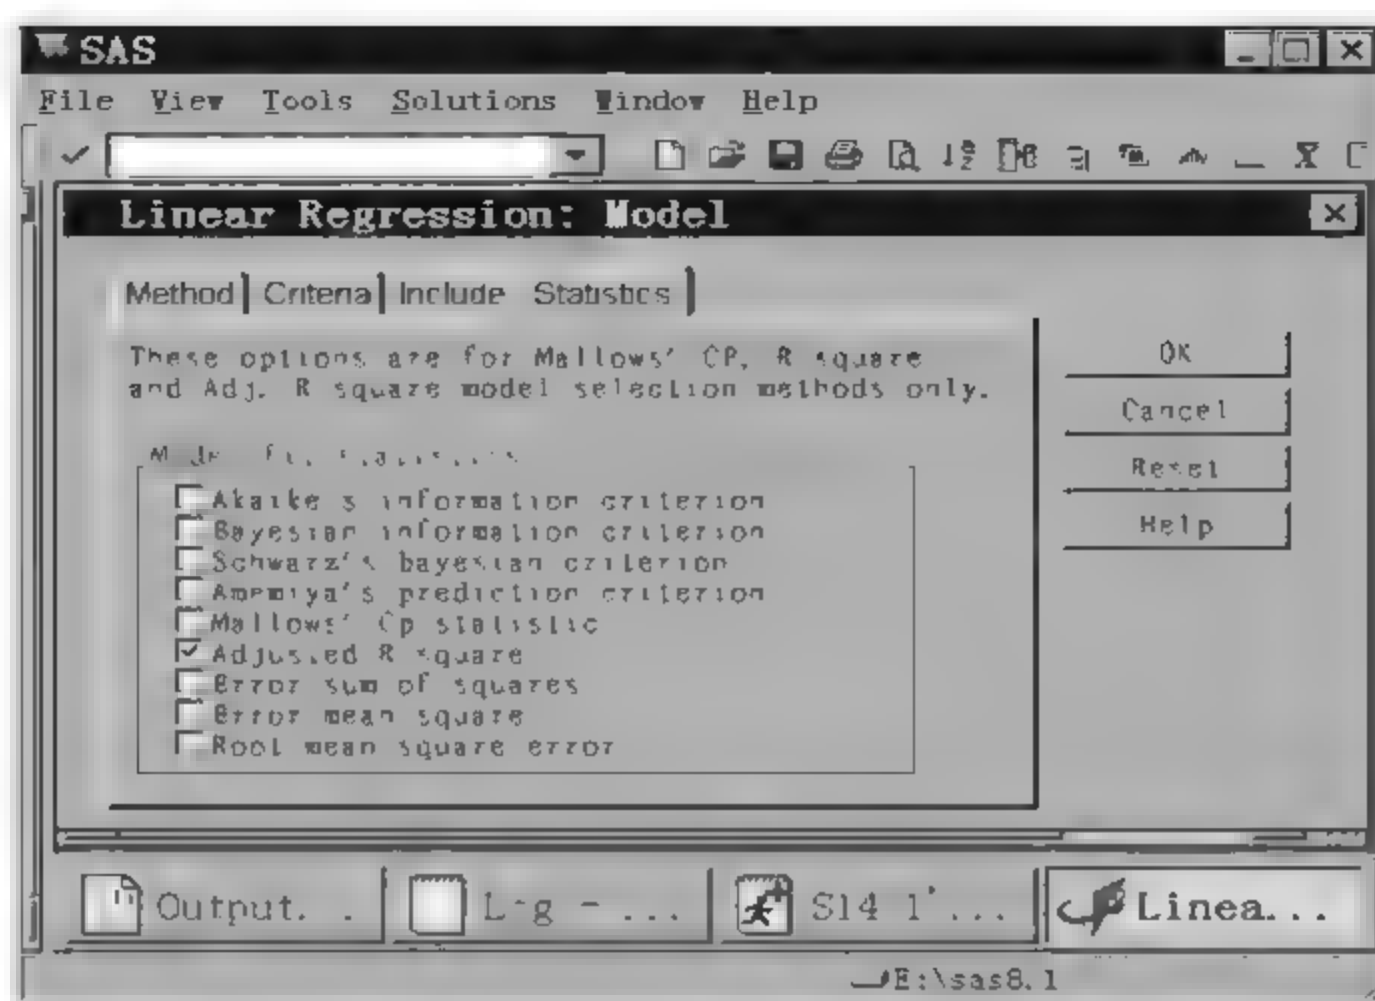 SAS
File View Tools Solutions Window Help
Linear Regression: Model
Method Criteria Include Statistics
These options are for Mallows' CP, R square
and Adj. R square model selection methods only.
OK
Cancel
Reset
Help
Akaike's information criterion
Bayesian information criterion
Schwarz's bayesian criterion
Amemiya's prediction criterion
Mallows' Cp statistic
Adjusted R square
Error sum of squares
Error mean square
Root mean square error
Output. . .
L g - ...
Linea...
E:\sas8.1